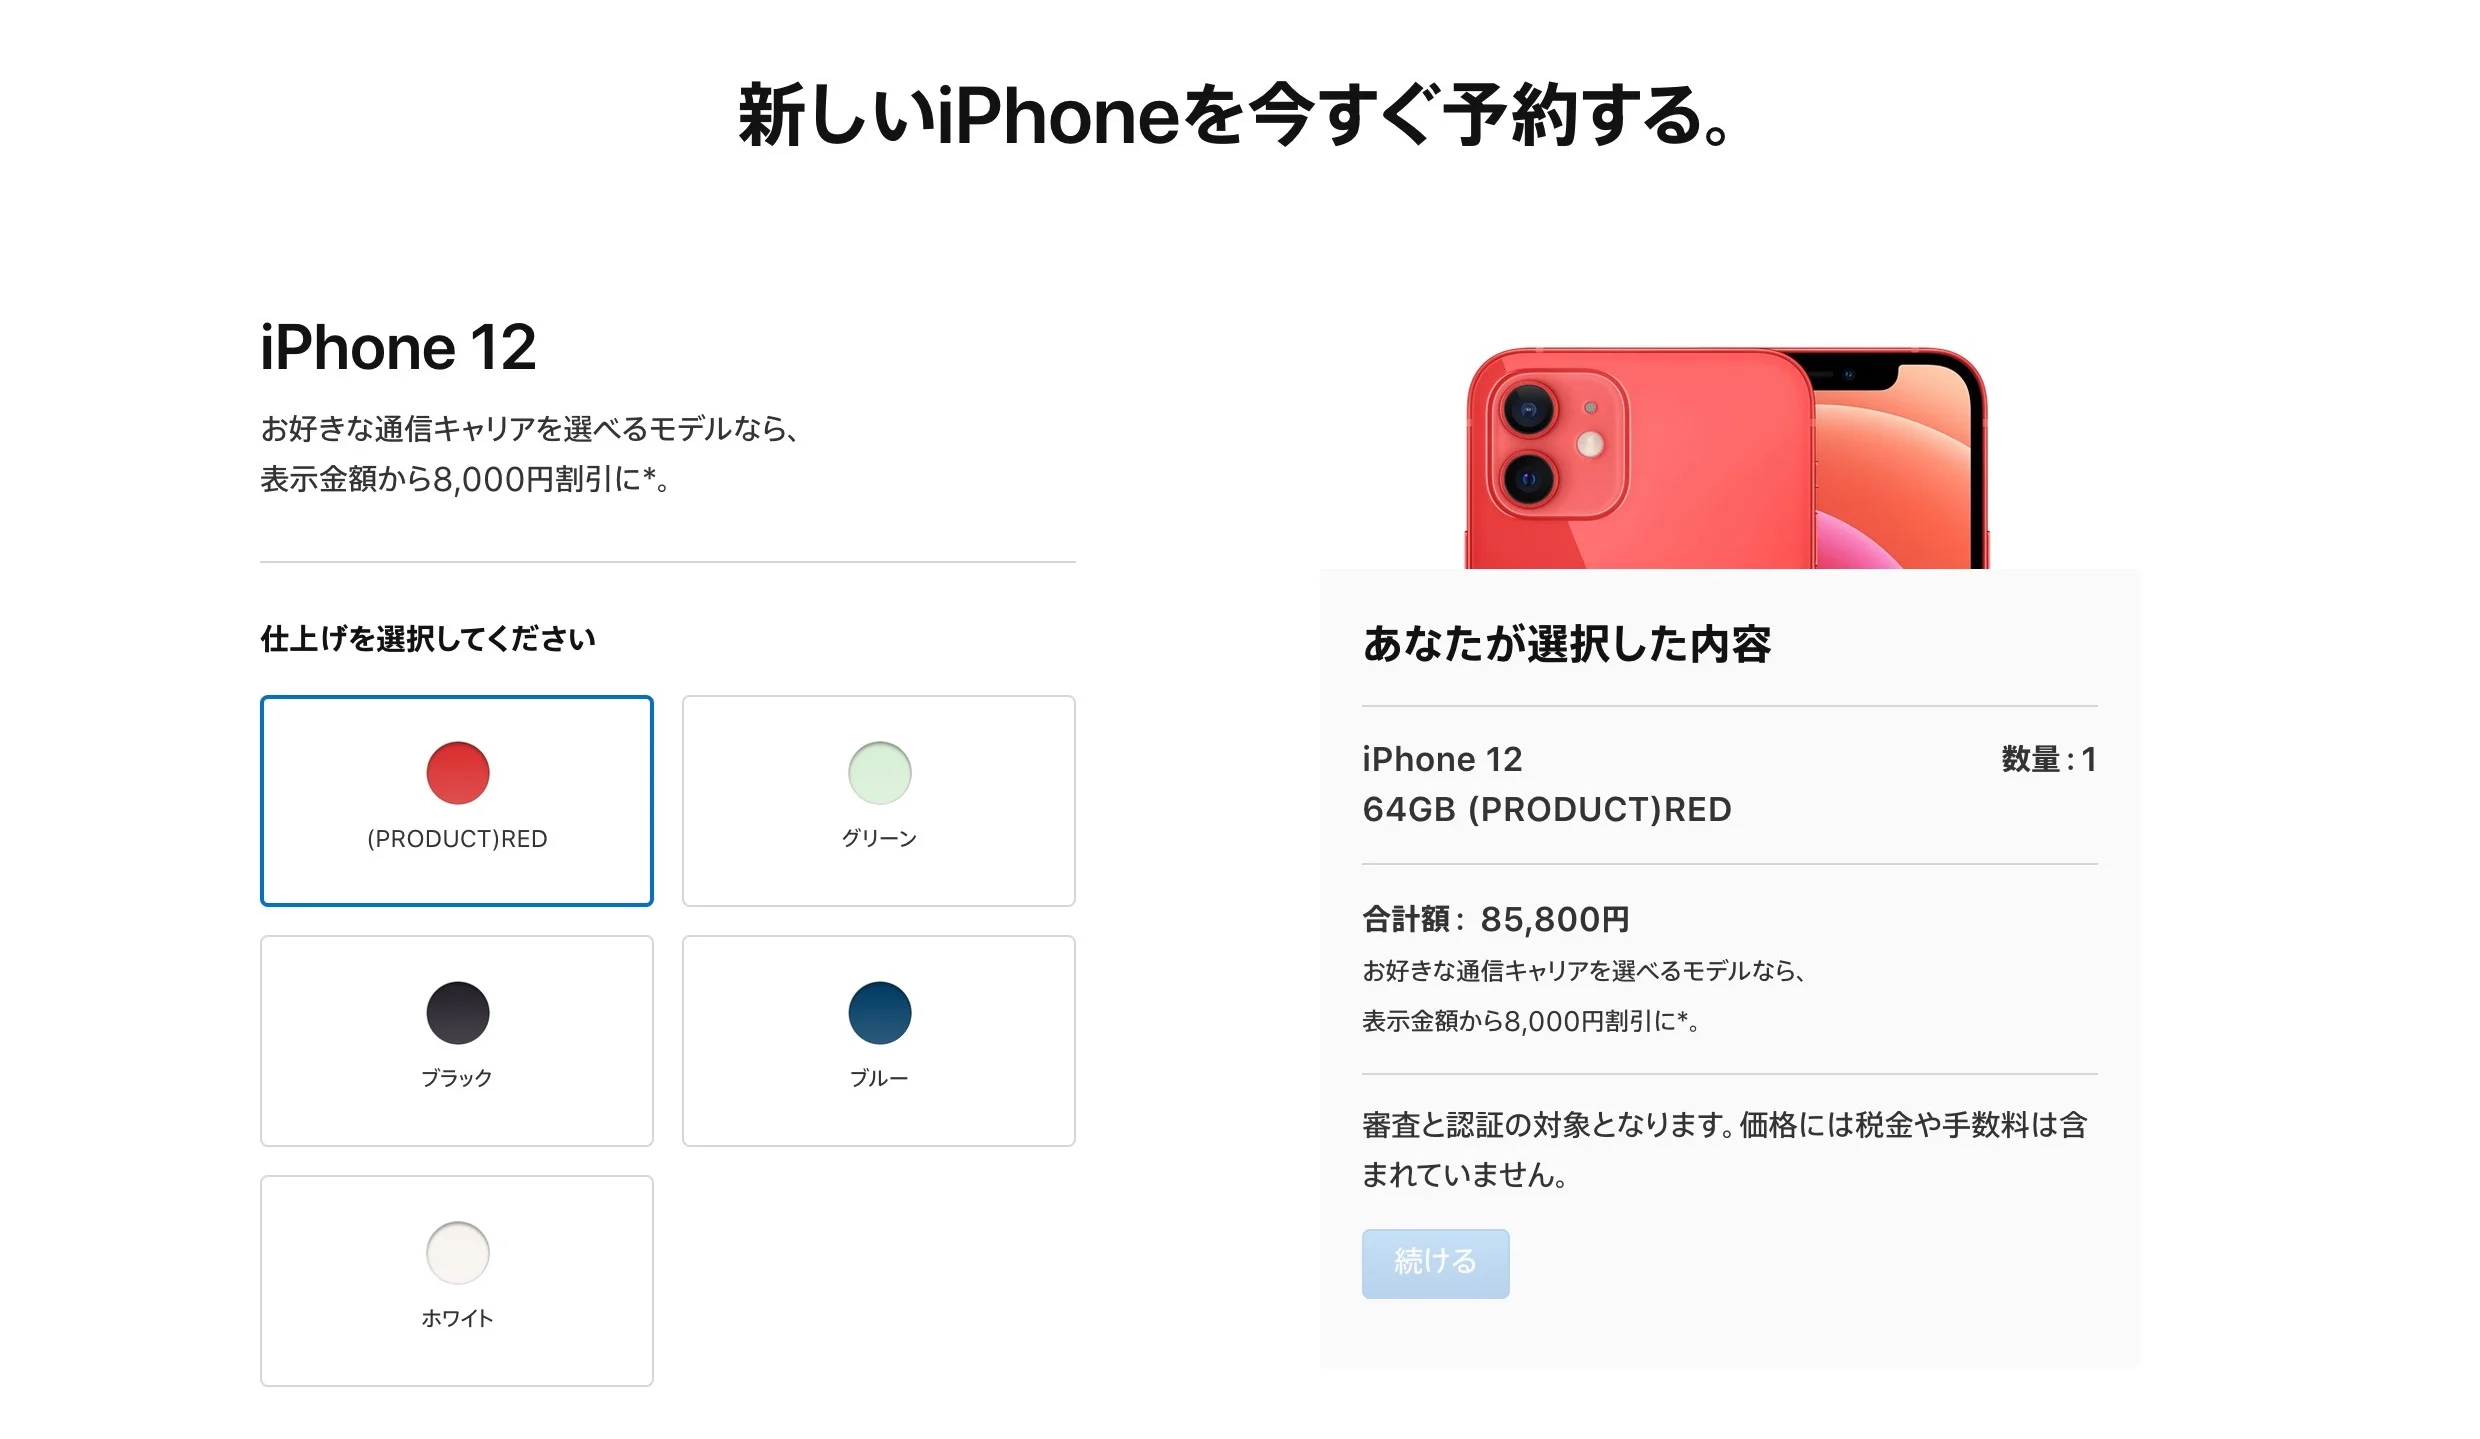 新しいiPhoneを今すぐ予約する。
iPhone 12
お好きな通信キャリアを選べるモデルなら、
表示金額から8,000円割引に*。
仕上げを選択してください
(PRODUCT)RED
グリーン
ブラック
ブルー
ホワイト
あなたが選択した内容
iPhone 12 数量 : 1
64GB (PRODUCT)RED
合計額 : 85,800円
お好きな通信キャリアを選べるモデルなら、
表示金額から8,000円割引に*。
審査と認証の対象となります。価格には税金や手数料は含
まれていません。
続ける